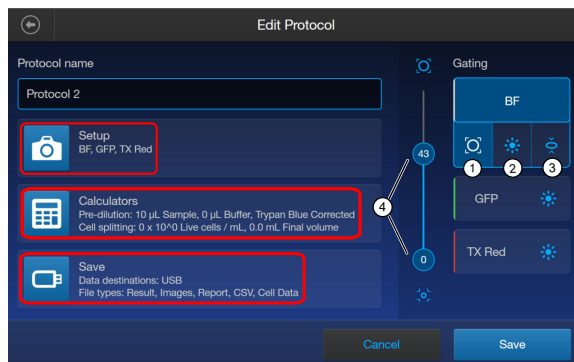 Edit Protocol
Protocol name
Protocol 2
Setup
BF, GFP, TX Red
Calculators
Pre-dilution: 10 µL Sample, 0 µL Buffer, Trypan Blue Corrected
Cell splitting: 0 x 10^0 Live cells / mL, 0.0 mL Final volume
Save
Data destinations: USB
File types: Result, Images, Report, CSV, Cell Data
43
4
0
Gating
BF
1
2
3
GFP
TX Red
Cancel
Save